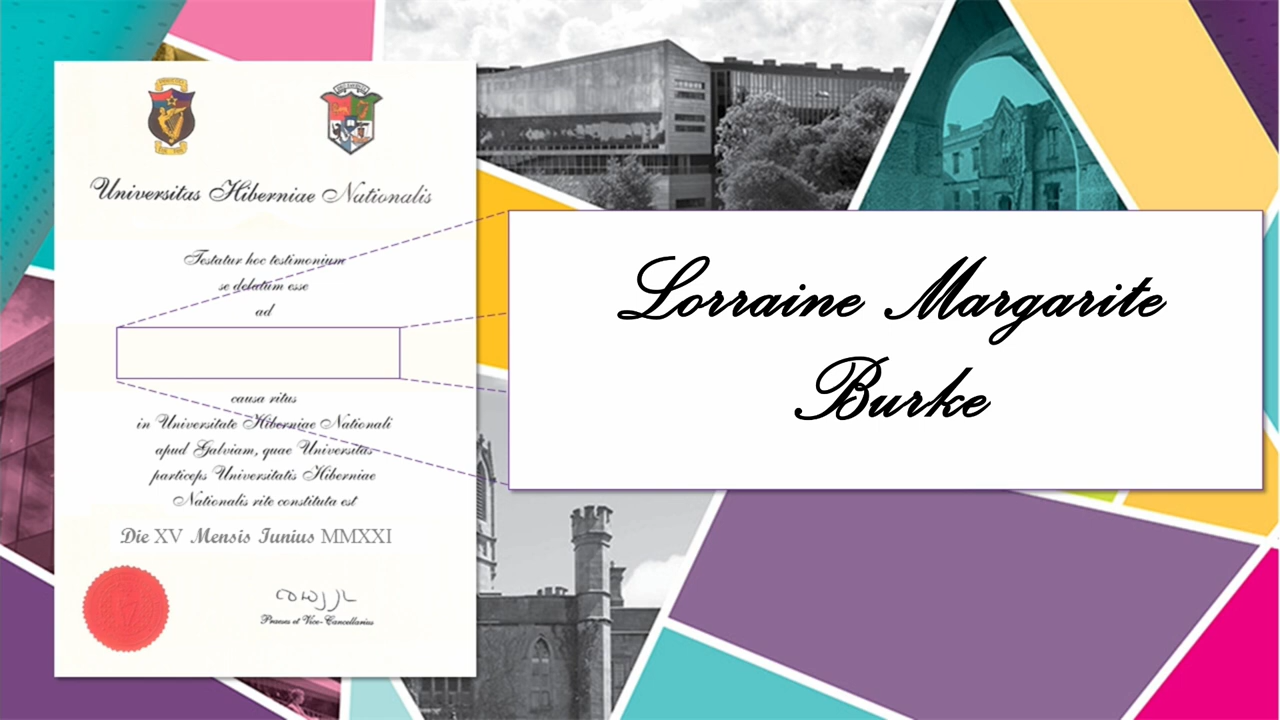 Universitas Hiberniae Nationalis
Testatur hoc testimonium
se delatum esse
ad
causa ritus
in Universitate Hiberniae Nationali
apud Galviam, quae Universitas
particeps Universitatis Hiberniae
Nationalis rite constituta est
Die XV Mensis Iunius MMXXI
Praeses et Vice-Cancellarius
Lorraine Margarite
Burke